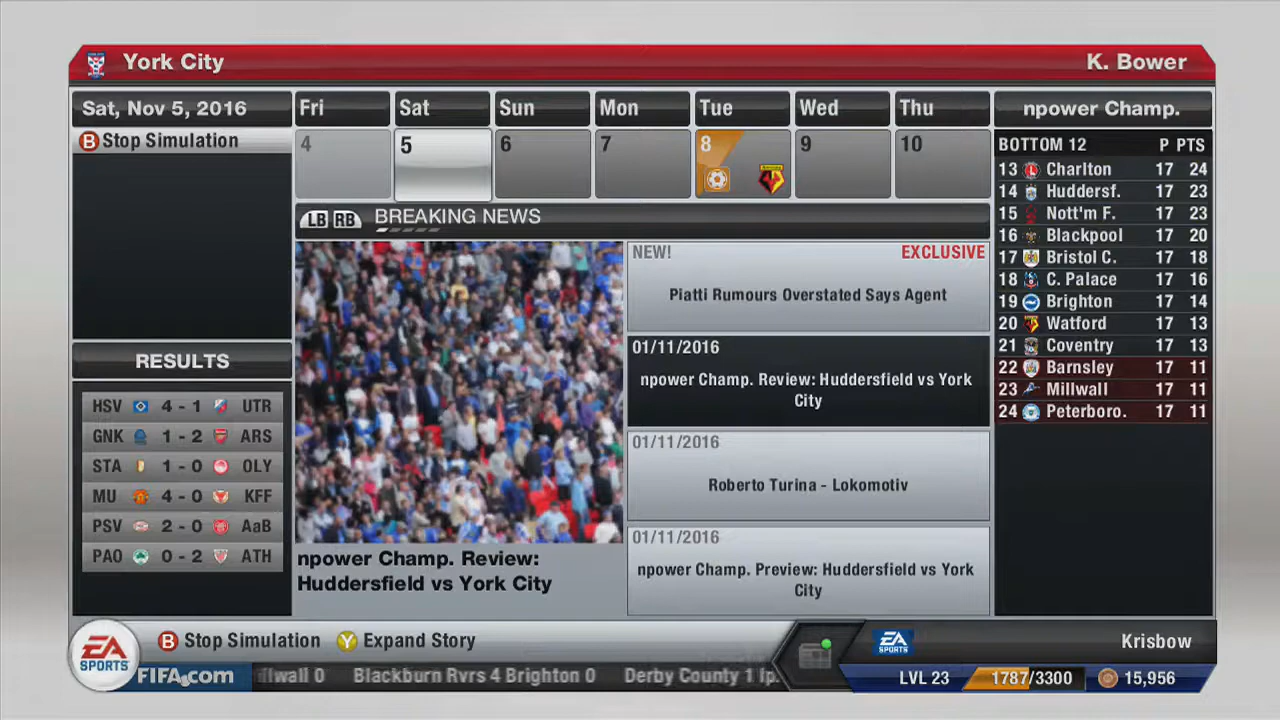 York City
K. Bower
Sat, Nov 5, 2016
Fri
Sat
Sun
Mon
Tue
Wed
Thu
npower Champ.
B Stop Simulation
4
5
6
7
8
9
10
BOTTOM 12 P PTS
13 Charlton 17 24
14 Huddersf. 17 23
15 Nott'm F. 17 23
16 Blackpool 17 20
17 Bristol C. 17 18
18 C. Palace 17 16
19 Brighton 17 14
20 Watford 17 13
21 Coventry 17 13
22 Barnsley 17 11
23 Millwall 17 11
24 Peterboro. 17 11
LB RB BREAKING NEWS
NEW! EXCLUSIVE
Piatti Rumours Overstated Says Agent
01/11/2016
npower Champ. Review: Huddersfield vs York
City
01/11/2016
Roberto Turina - Lokomotiv
01/11/2016
npower Champ. Preview: Huddersfield vs York
City
npower Champ. Review:
Huddersfield vs York City
RESULTS
HSV 4 - 1 UTR
GNK 1 - 2 ARS
STA 1 - 0 OLY
MU 4 - 0 KFF
PSV 2 - 0 AaB
PAO 0 - 2 ATH
EA
SPORTS
B Stop Simulation Y Expand Story
EA
SPORTS
Krisbow
FIFA.com
illwall 0 Blackburn Rvrs 4 Brighton 0 Derby County 1 Ip
LVL 23 1787/3300 15,956